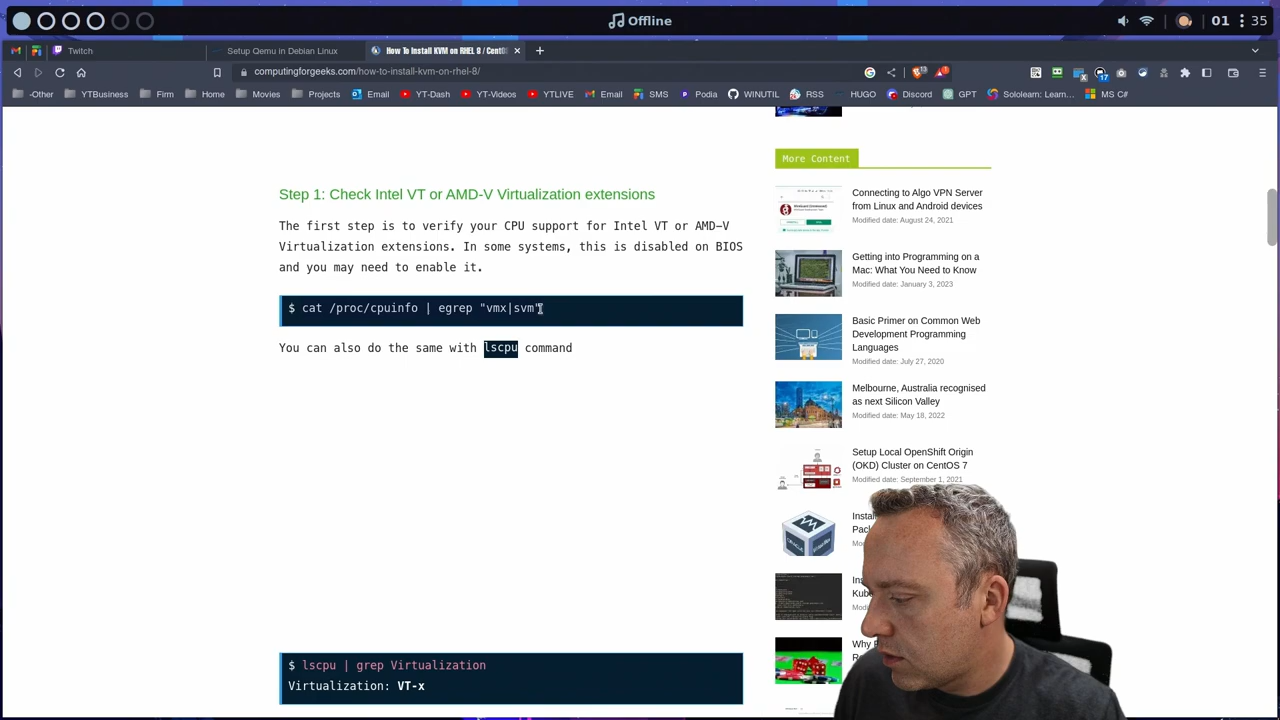 Offline
01
35
Twitch
Setup Qemu in Debian Linux
How To Install KVM on RHEL 8 / CentO
computingforgeeks.com/how-to-install-kvm-on-rhel-8/
13
1
17
-Other
YTBusiness
Firm
Home
Movies
Projects
Email
YT-Dash
YT-Videos
YTLIVE
Email
SMS
Podia
WINUTIL
RSS
HUGO
Discord
GPT
Sololearn: Learn…
MS C#
Step 1: Check Intel VT or AMD-V Virtualization extensions
The first step is to verify your CPU support for Intel VT or AMD-V
Virtualization extensions. In some systems, this is disabled on BIOS
and you may need to enable it.
$ cat /proc/cpuinfo | egrep "vmx|svm"
You can also do the same with lscpu command
$ lscpu | grep Virtualization
Virtualization: VT-x
More Content
Connecting to Algo VPN Server
from Linux and Android devices
Modified date: August 24, 2021
Getting into Programming on a
Mac: What You Need to Know
Modified date: January 3, 2023
Basic Primer on Common Web
Development Programming
Languages
Modified date: July 27, 2020
Melbourne, Australia recognised
as next Silicon Valley
Modified date: May 18, 2022
Setup Local OpenShift Origin
(OKD) Cluster on CentOS 7
Modified date: September 1, 2021
Why